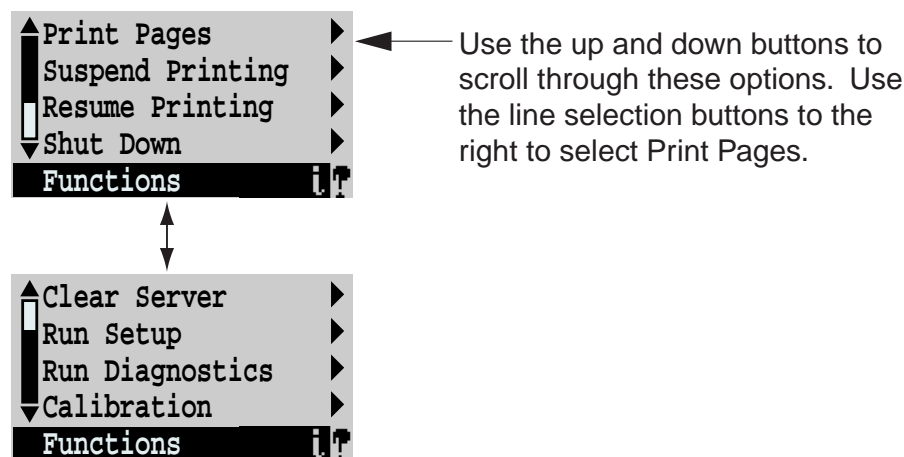 Print Pages
Suspend Printing
Resume Printing
Shut Down
Functions
Use the up and down buttons to
scroll through these options.  Use
the line selection buttons to the
right to select Print Pages.
Clear Server
Run Setup
Run Diagnostics
Calibration
Functions